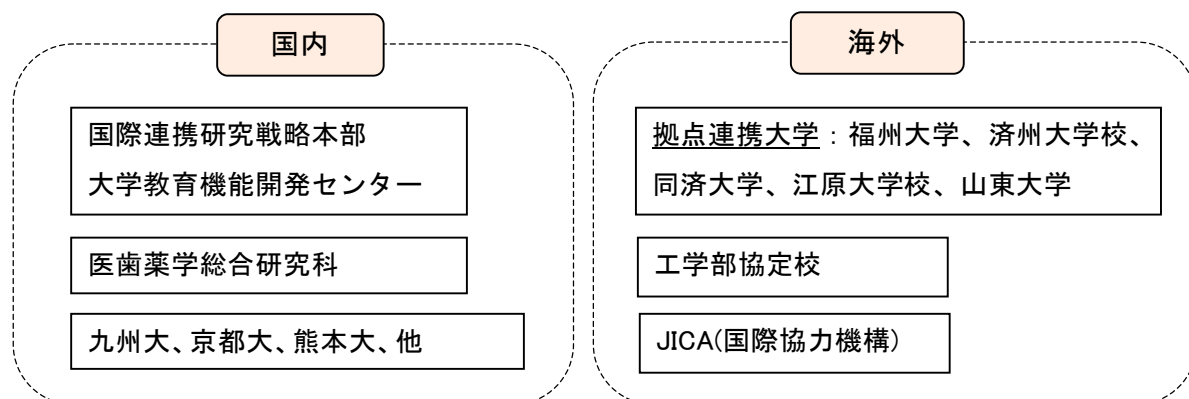 国内
国際連携研究戦略本部
大学教育機能開発センター
医歯薬学総合研究科
九州大、京都大、熊本大、他
海外
拠点連携大学：福州大学、済州大学校、
同済大学、江原大学校、山東大学
工学部協定校
JICA(国際協力機構)